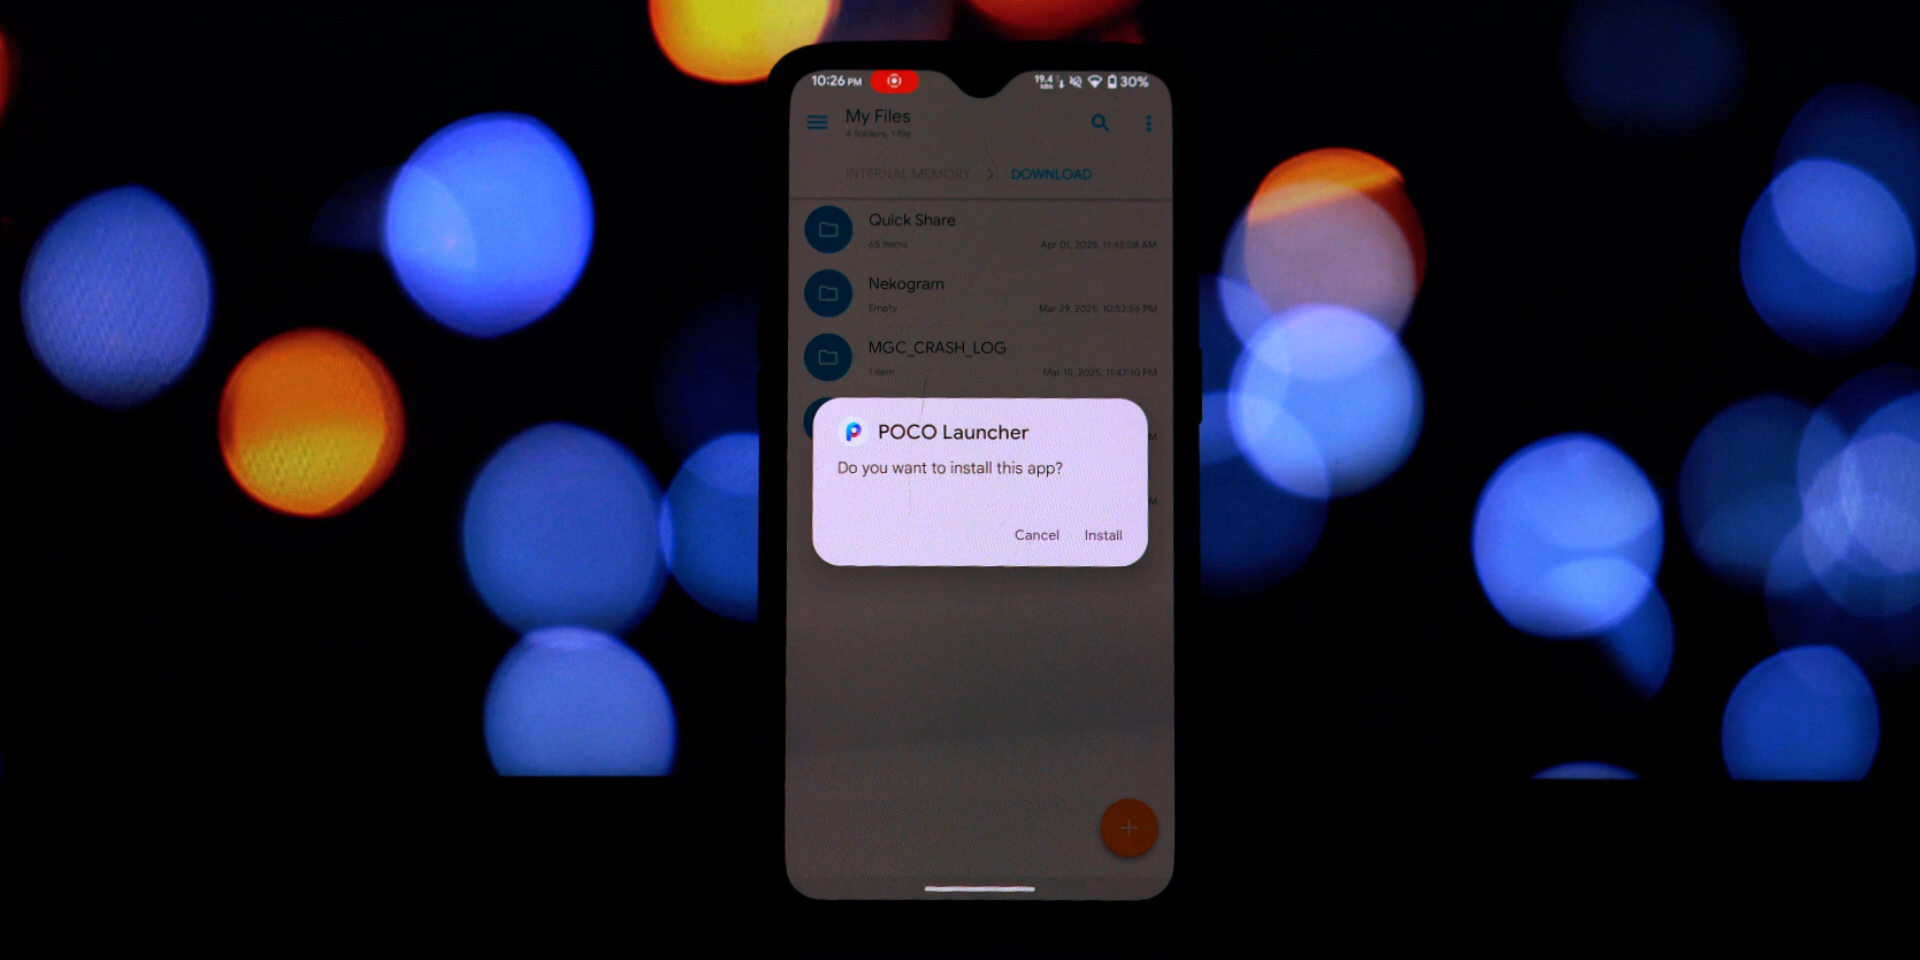 10:26 PM 19.4 30%
My Files
4 folders, 1 file
INTERNAL MEMORY > DOWNLOAD
Quick Share
65 items Apr 01, 2025, 11:45:08 AM
Nekogram
Empty Mar 29, 2025, 10:52:55 PM
MGC_CRASH_LOG
1 item Mar 15, 2025, 11:47:10 PM
POCO Launcher
Do you want to install this app?
Cancel Install